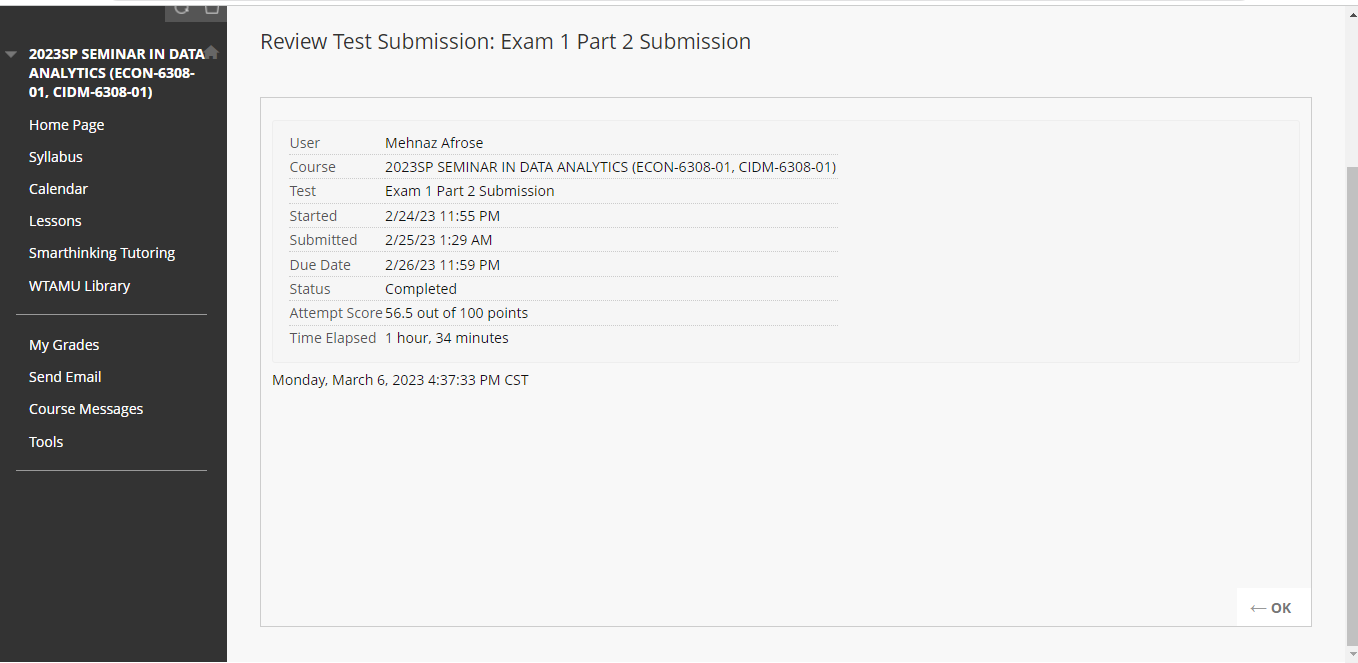 2023SP SEMINAR IN DATA
ANALYTICS (ECON-6308-
01, CIDM-6308-01)
Home Page
Syllabus
Calendar
Lessons
Smarthinking Tutoring
WTAMU Library
My Grades
Send Email
Course Messages
Tools
Review Test Submission: Exam 1 Part 2 Submission
User Mehnaz Afrose
Course 2023SP SEMINAR IN DATA ANALYTICS (ECON-6308-01, CIDM-6308-01)
Test Exam 1 Part 2 Submission
Started 2/24/23 11:55 PM
Submitted 2/25/23 1:29 AM
Due Date 2/26/23 11:59 PM
Status Completed
Attempt Score 56.5 out of 100 points
Time Elapsed 1 hour, 34 minutes
Monday, March 6, 2023 4:37:33 PM CST
← OK